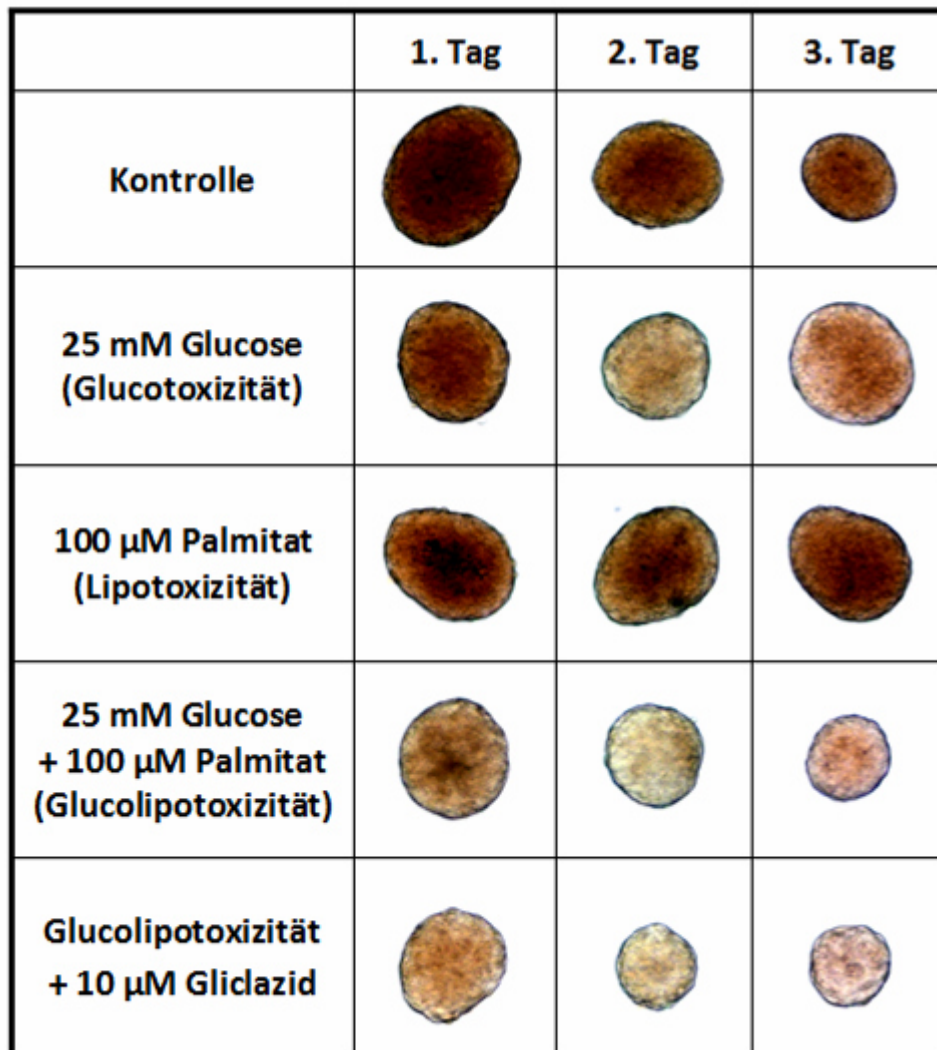 1. Tag 2. Tag 3. Tag
Kontrolle
25 mM Glucose
(Glucotoxizität)
100 µM Palmitat
(Lipotoxizität)
25 mM Glucose
+ 100 µM Palmitat
(Glucolipotoxizität)
Glucolipotoxizität
+ 10 µM Gliclazid